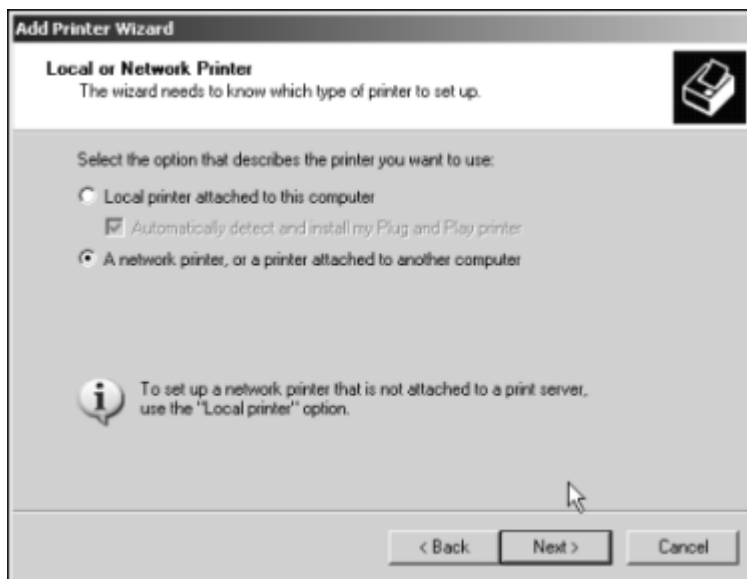 Add Printer Wizard
Local or Network Printer
The wizard needs to know which type of printer to set up.
Select the option that describes the printer you want to use:
Local printer attached to this computer
Automatically detect and install my Plug and Play printer
A network printer, or a printer attached to another computer
To set up a network printer that is not attached to a print server,
use the "Local printer" option.
< Back
Next >
Cancel